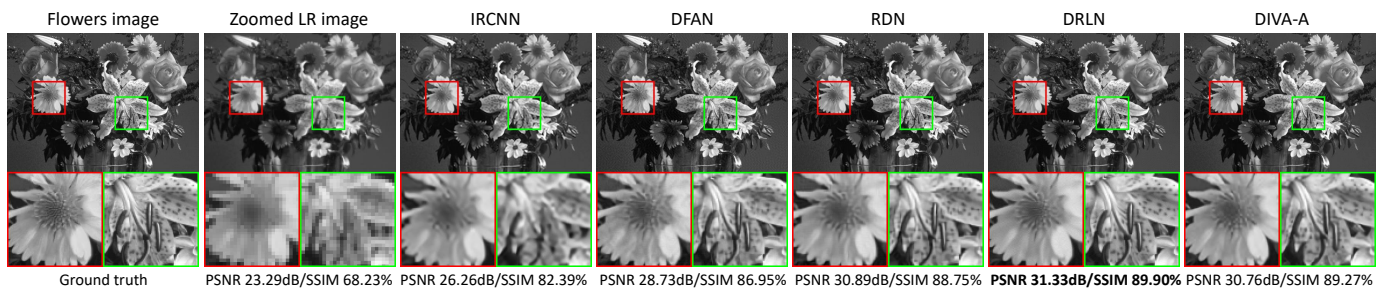 Flowers image
Zoomed LR image
IRCNN
DFAN
RDN
DRLN
DIVA-A
Ground truth
PSNR 23.29dB/SSIM 68.23%
PSNR 26.26dB/SSIM 82.39%
PSNR 28.73dB/SSIM 86.95%
PSNR 30.89dB/SSIM 88.75%
PSNR 31.33dB/SSIM 89.90%
PSNR 30.76dB/SSIM 89.27%